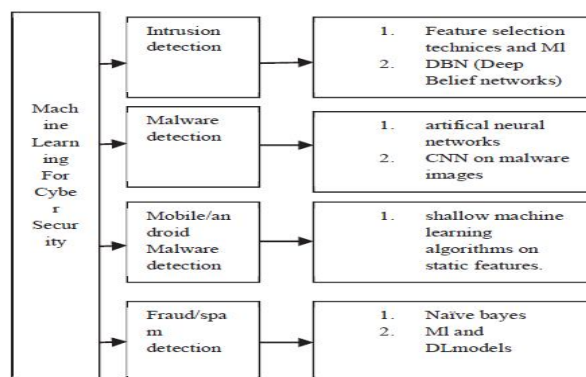 Mach
ine
Learn
ing
For
Cybe
r
Secur
ity
Intrusion
detection
1. Feature selection
technices and Ml
2. DBN (Deep
Belief networks)
Malware
detection
1. artifical neural
networks
2. CNN on malware
images
Mobile/an
droid
Malware
detection
1. shallow machine
learning
algorithms on
static features.
Fraud/spa
m
detection
1. Naïve bayes
2. Ml and
DLmodels